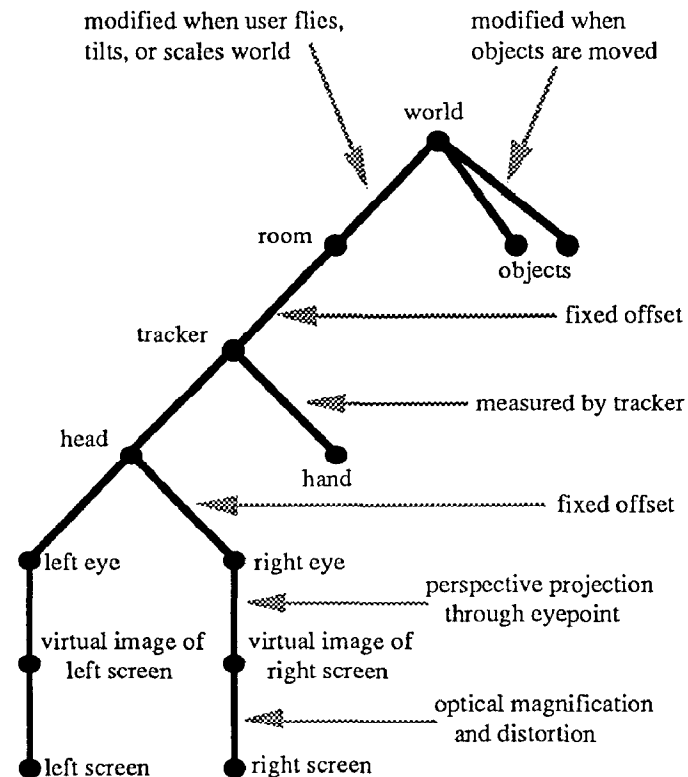 modified when user flies,
tilts, or scales world
modified when
objects are moved
world
room
objects
fixed offset
tracker
measured by tracker
head
hand
fixed offset
left eye
right eye
perspective projection
through eyepoint
virtual image of
left screen
virtual image of
right screen
optical magnification
and distortion
left screen
right screen